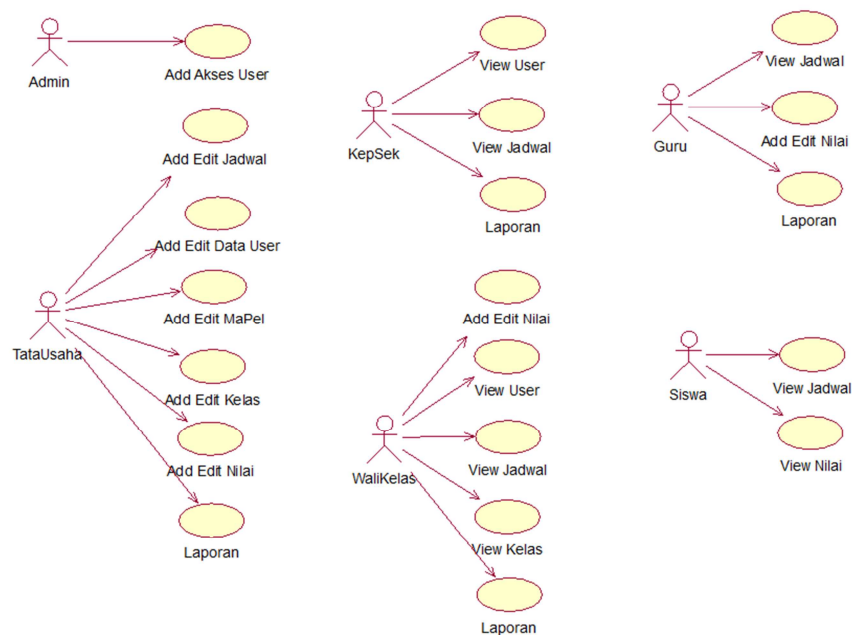 Admin
Add Akses User
Add Edit Jadwal
Add Edit Data User
Add Edit MaPel
TataUsaha
Add Edit Kelas
Add Edit Nilai
Laporan
View User
KepSek
View Jadwal
Laporan
Add Edit Nilai
View User
WaliKelas
View Jadwal
View Kelas
Laporan
View Jadwal
Guru
Add Edit Nilai
Laporan
Siswa
View Jadwal
View Nilai